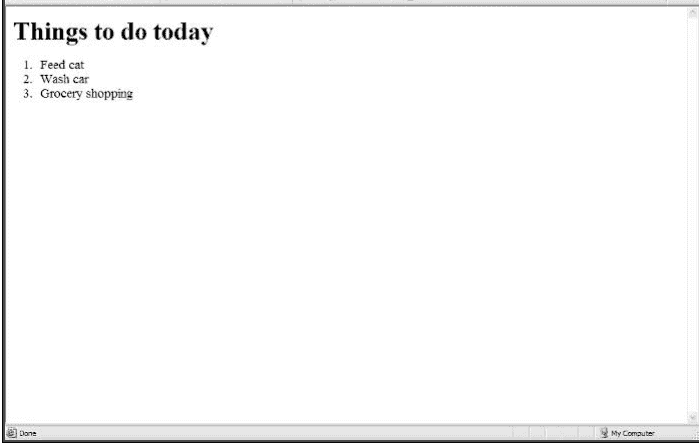 Things to do today
1. Feed cat
2. Wash car
3. Grocery shopping
Done
My Computer